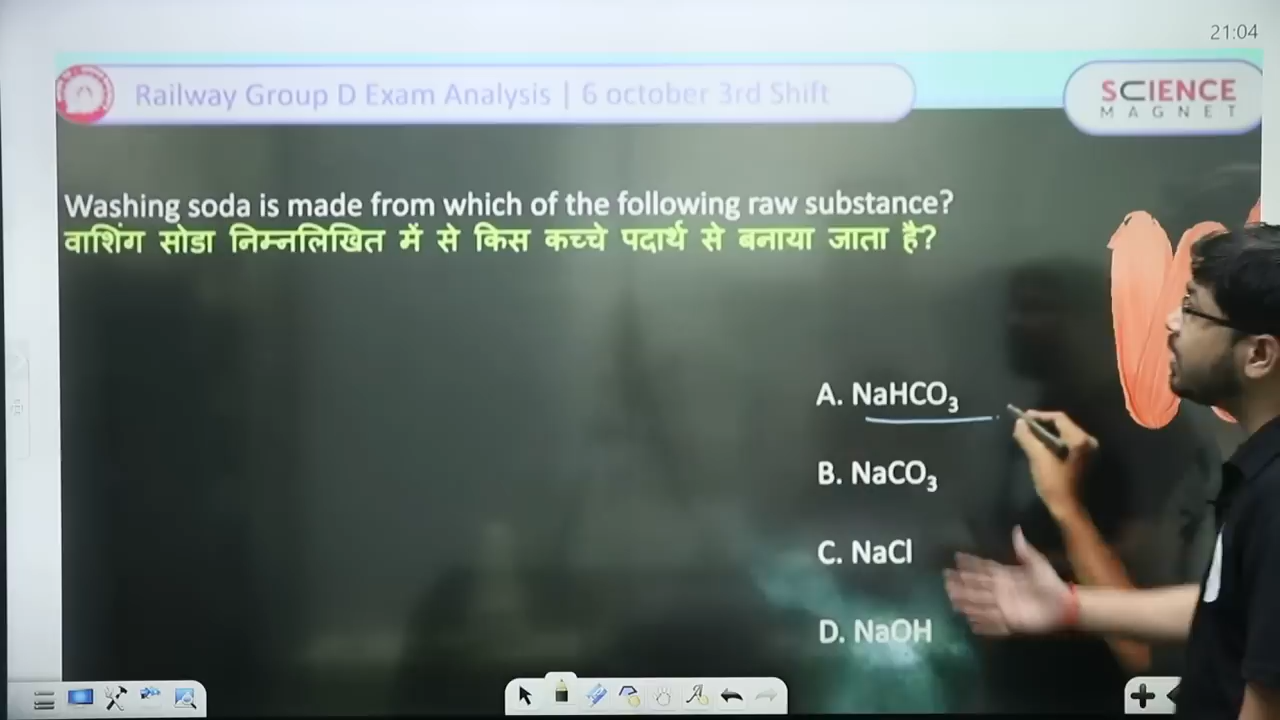 21:04
Railway Group D Exam Analysis | 6 october 3rd Shift
SCIENCE
MAGNET
Washing soda is made from which of the following raw substance?
वाशिंग सोडा निम्नलिखित में से किस कच्चे पदार्थ से बनाया जाता है?
A. NaHCO₃
B. NaCO₃
C. NaCl
D. NaOH